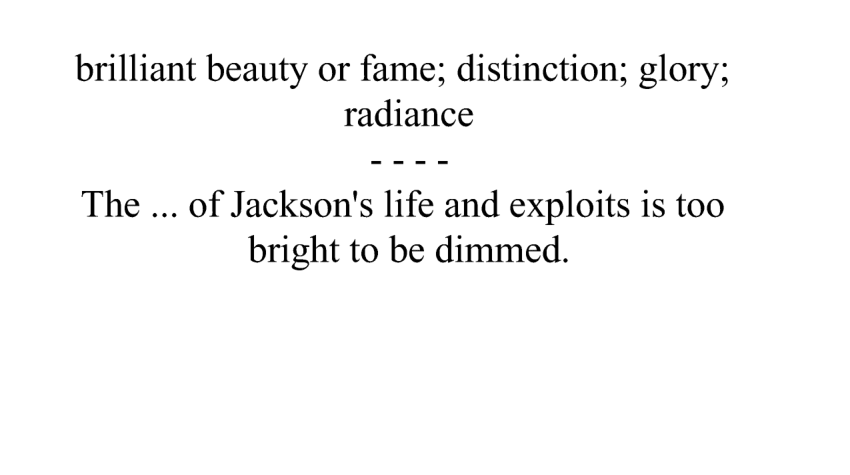 brilliant beauty or fame; distinction; glory;
radiance
- - - -
The ... of Jackson's life and exploits is too
bright to be dimmed.